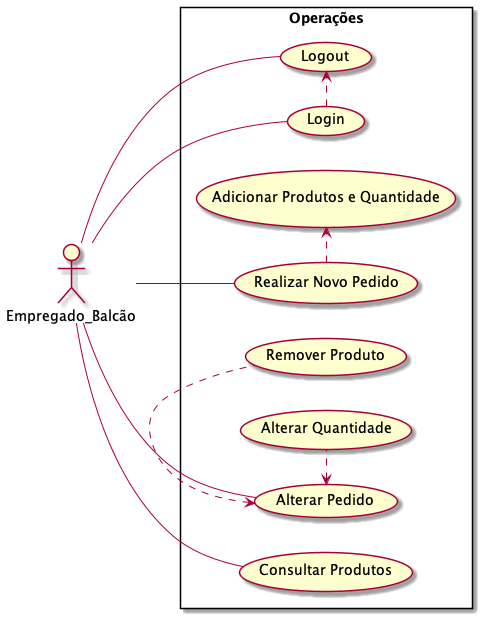 Operações
Logout
Login
Adicionar Produtos e Quantidade
Realizar Novo Pedido
Empregado_Balcão
Remover Produto
Alterar Quantidade
Alterar Pedido
Consultar Produtos